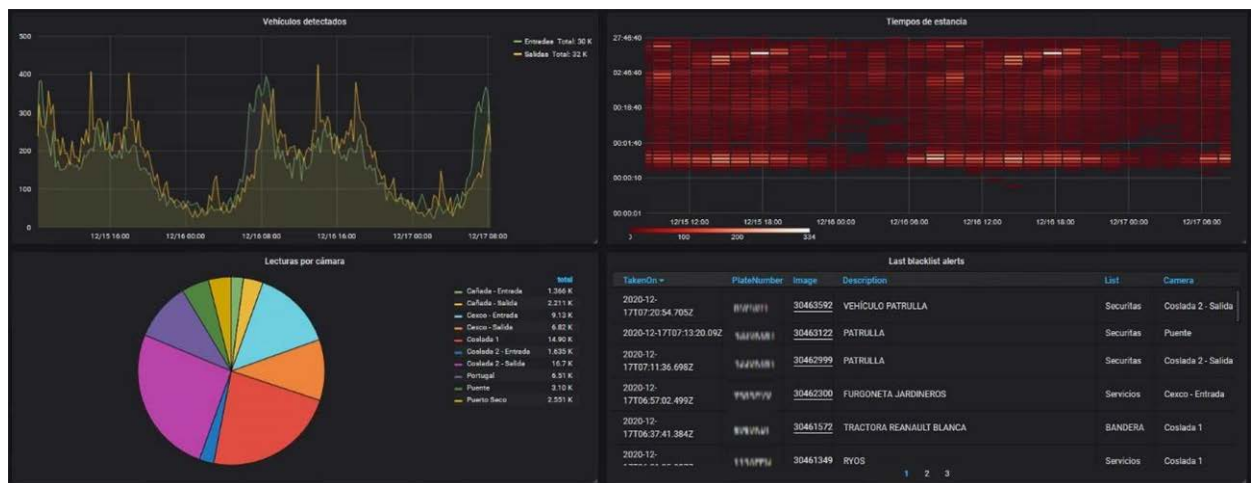 Vehículos detectados
500
400
300
200
100
0
12/15 16:00 12/16 00:00 12/16 08:00 12/16 16:00 12/17 00:00 12/17 08:00
Entradas Total: 30 K
Salidas Total: 32 K
Tiempos de estancia
27:46:40
02:46:40
00:16:40
00:01:40
00:00:10
00:00:01
12/15 12:00 12/15 18:00 12/16 00:00 12/16 06:00 12/16 12:00 12/16 18:00 12/17 00:00 12/17 06:00
100 200 334
Lecturas por cámara
total
Cañada - Entrada 1.366 K
Cañada - Salida 2.211 K
Cexco - Entrada 9.13 K
Cexco - Salida 6.82 K
Coslada 1 14.90 K
Coslada 2 - Entrada 1.635 K
Coslada 2 - Salida 16.7 K
Portugal 6.51 K
Puente 3.10 K
Puerto Seco 2.551 K
Last blacklist alerts
TakenOn PlateNumber Image Description List Camera
2020-12-
17T07:20:54.705Z 30463592 VEHÍCULO PATRULLA Securitas Coslada 2 - Salida
2020-12-17T07:13:20.09Z 30463122 PATRULLA Securitas Puente
2020-12-
17T07:11:36.698Z 30462999 PATRULLA Securitas Coslada 2 - Salida
2020-12-
17T06:57:02.499Z 30462300 FURGONETA JARDINEROS Servicios Cexco - Entrada
2020-12-
17T06:37:41.384Z 30461572 TRACTORA REANAULT BLANCA BANDERA Coslada 1
2020-12-
30461349 RYOS Servicios Coslada 1
1 2 3